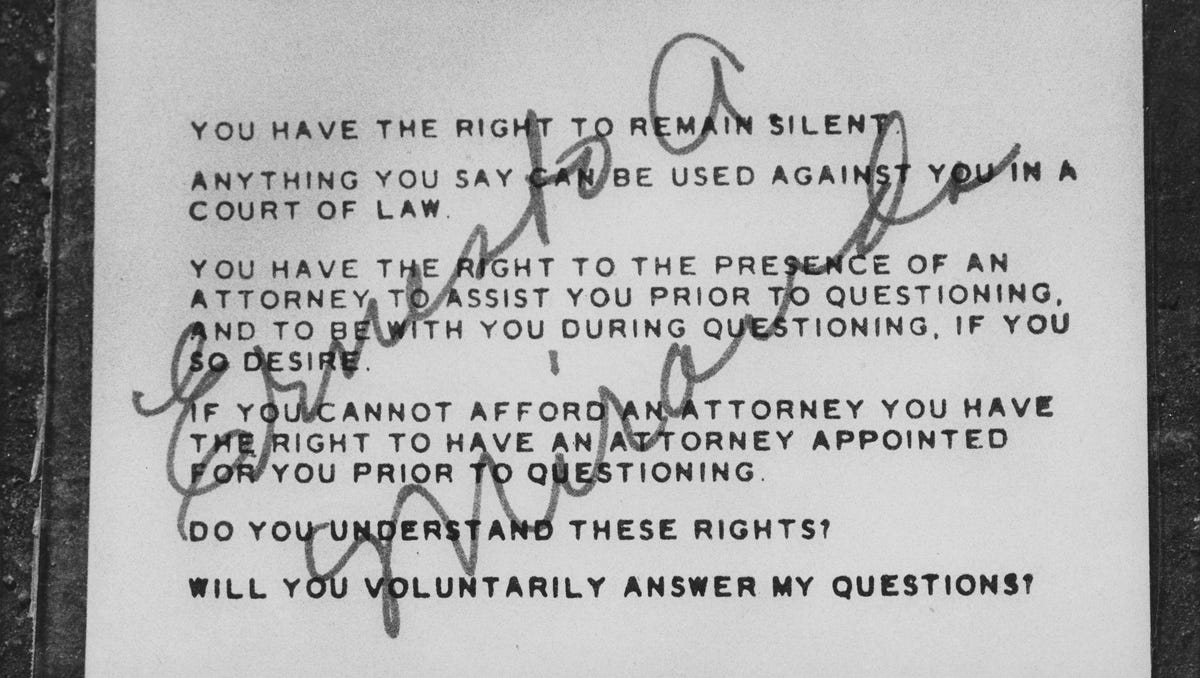 YOU HAVE THE RIGHT TO REMAIN SILENT.
ANYTHING YOU SAY CAN BE USED AGAINST YOU IN A
COURT OF LAW.
YOU HAVE THE RIGHT TO THE PRESENCE OF AN
ATTORNEY TO ASSIST YOU PRIOR TO QUESTIONING,
AND TO BE WITH YOU DURING QUESTIONING, IF YOU
SO DESIRE.
IF YOU CANNOT AFFORD AN ATTORNEY YOU HAVE
THE RIGHT TO HAVE AN ATTORNEY APPOINTED
FOR YOU PRIOR TO QUESTIONING.
DO YOU UNDERSTAND THESE RIGHTS?
WILL YOU VOLUNTARILY ANSWER MY QUESTIONS?
Ernesto A
Miranda